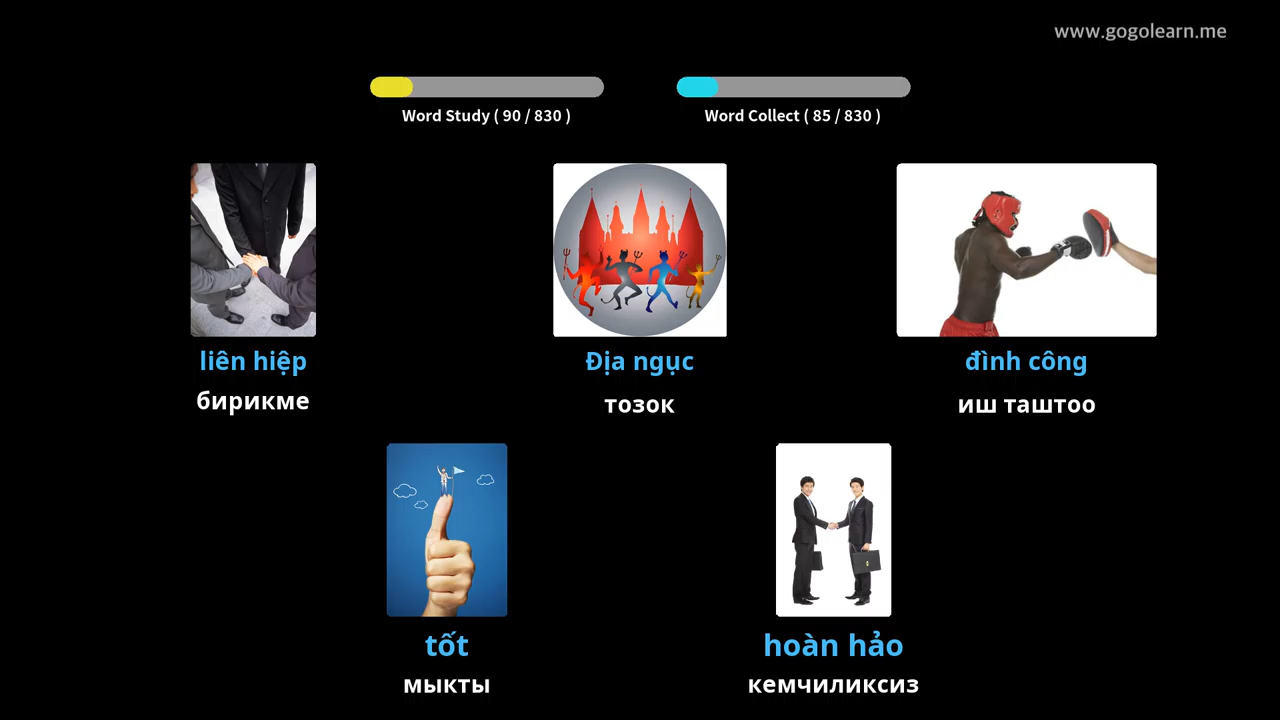 www.gogolearn.me
Word Study ( 90 / 830 )
Word Collect ( 85 / 830 )
liên hiệp
бирикме
Địa ngục
тозок
đình công
иш таштоо
tốt
мыкты
hoàn hảo
кемчиликсиз